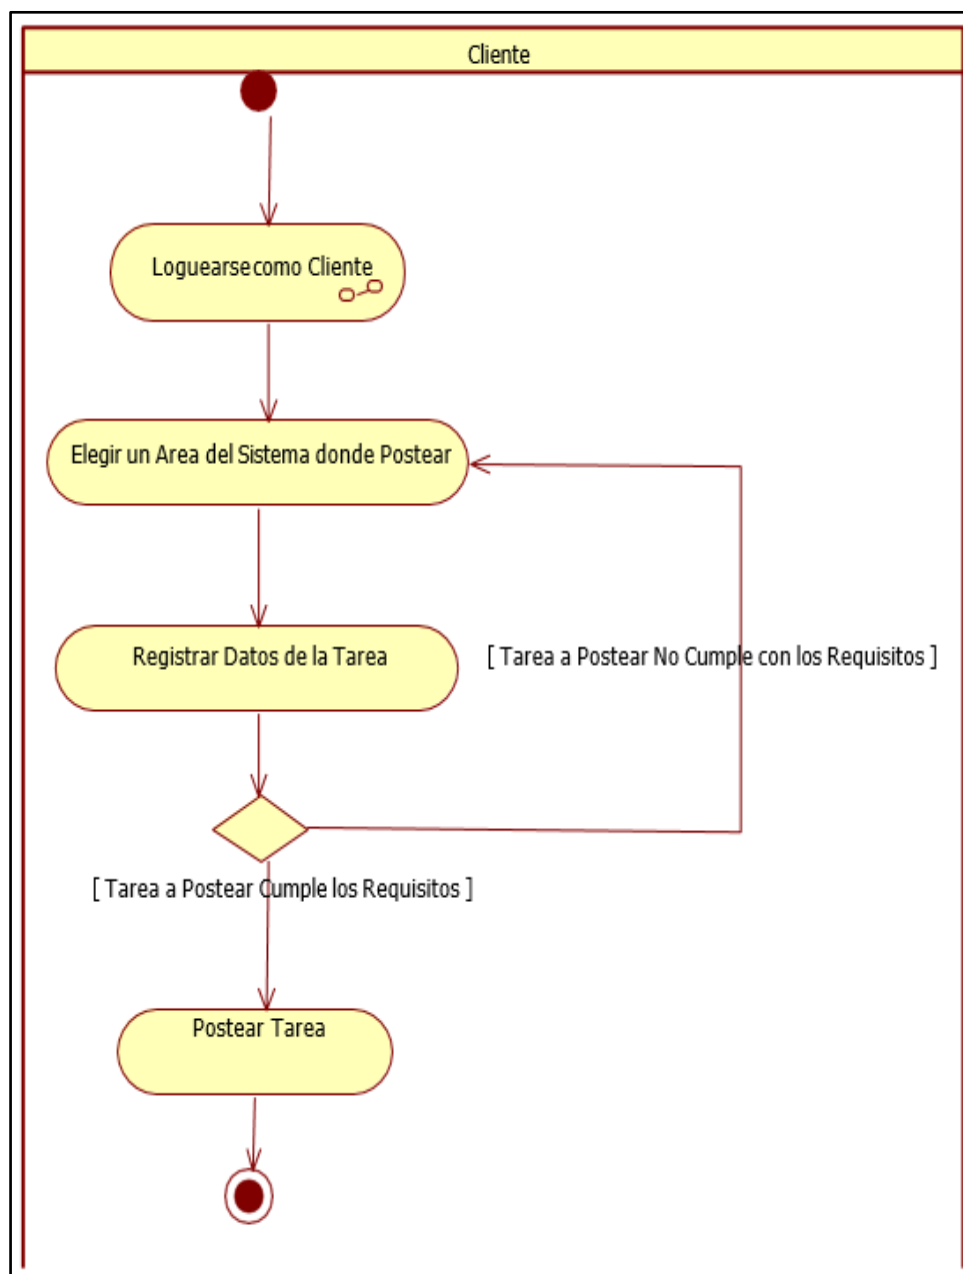 Cliente
Loguearse como Cliente
Elegir un Area del Sistema donde Postear
Registrar Datos de la Tarea
[ Tarea a Postear No Cumple con los Requisitos ]
[ Tarea a Postear Cumple los Requisitos ]
Postear Tarea